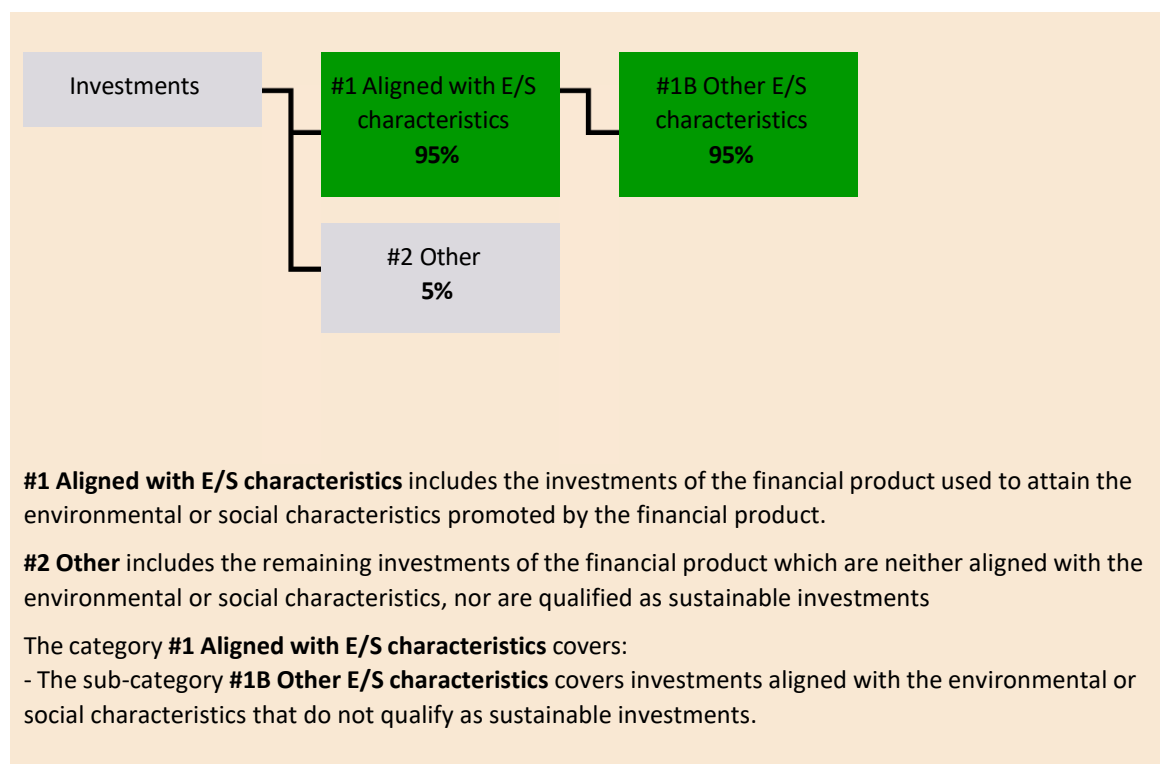 Investments
#1 Aligned with E/S
characteristics
95%
#1B Other E/S
characteristics
95%
#2 Other
5%
#1 Aligned with E/S characteristics includes the investments of the financial product used to attain the
environmental or social characteristics promoted by the financial product.
#2 Other includes the remaining investments of the financial product which are neither aligned with the
environmental or social characteristics, nor are qualified as sustainable investments
The category #1 Aligned with E/S characteristics covers:
- The sub-category #1B Other E/S characteristics covers investments aligned with the environmental or
social characteristics that do not qualify as sustainable investments.